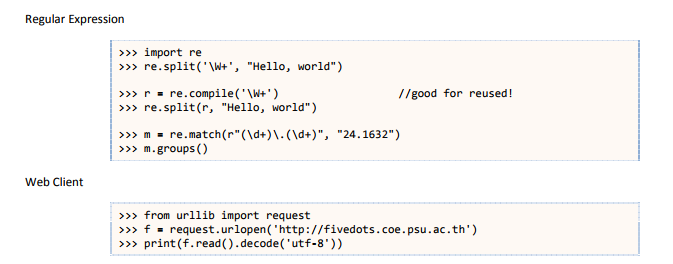 Regular Expression
>>> import re
>>> re.split('\W+', "Hello, world")
>>> r = re.compile('\W+') //good for reused!
>>> re.split(r, "Hello, world")
>>> m = re.match(r"(\d+)\.(\d+)", "24.1632")
>>> m.groups()
Web Client
>>> from urllib import request
>>> f = request.urlopen('http://fivedots.coe.psu.ac.th')
>>> print(f.read().decode('utf-8'))